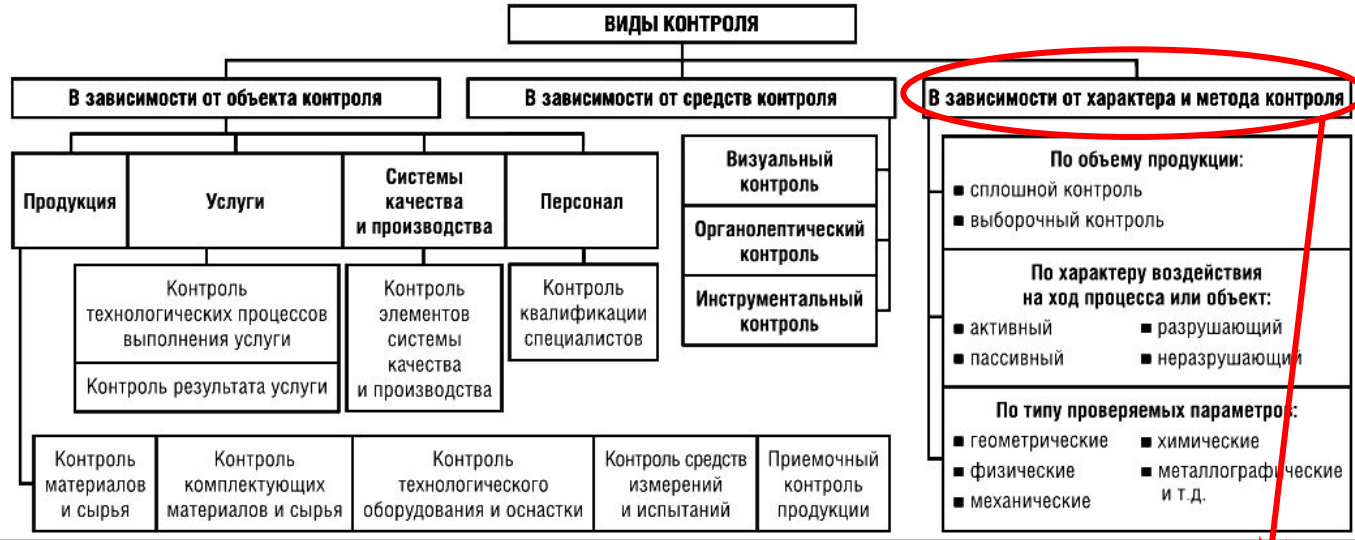 ВИДЫ КОНТРОЛЯ
В зависимости от объекта контроля
В зависимости от средств контроля
В зависимости от характера и метода контроля
Продукция
Услуги
Системы
качества
и производства
Персонал
Контроль
технологических процессов
выполнения услуги
Контроль результата услуги
Контроль
элементов
системы
качества
и производства
Контроль
квалификации
специалистов
Контроль
материалов
и сырья
Контроль
комплектующих
материалов и сырья
Контроль
технологического
оборудования и оснастки
Контроль средств
измерений
и испытаний
Приемочный
контроль
продукции
Визуальный
контроль
Органолептический
контроль
Инструментальный
контроль
По объему продукции:
■ сплошной контроль
■ выборочный контроль
По характеру воздействия
на ход процесса или объект:
■ активный ■ разрушающий
■ пассивный ■ неразрушающий
По типу проверяемых параметров:
■ геометрические ■ химические
■ физические ■ металлографические
■ механические и т.д.